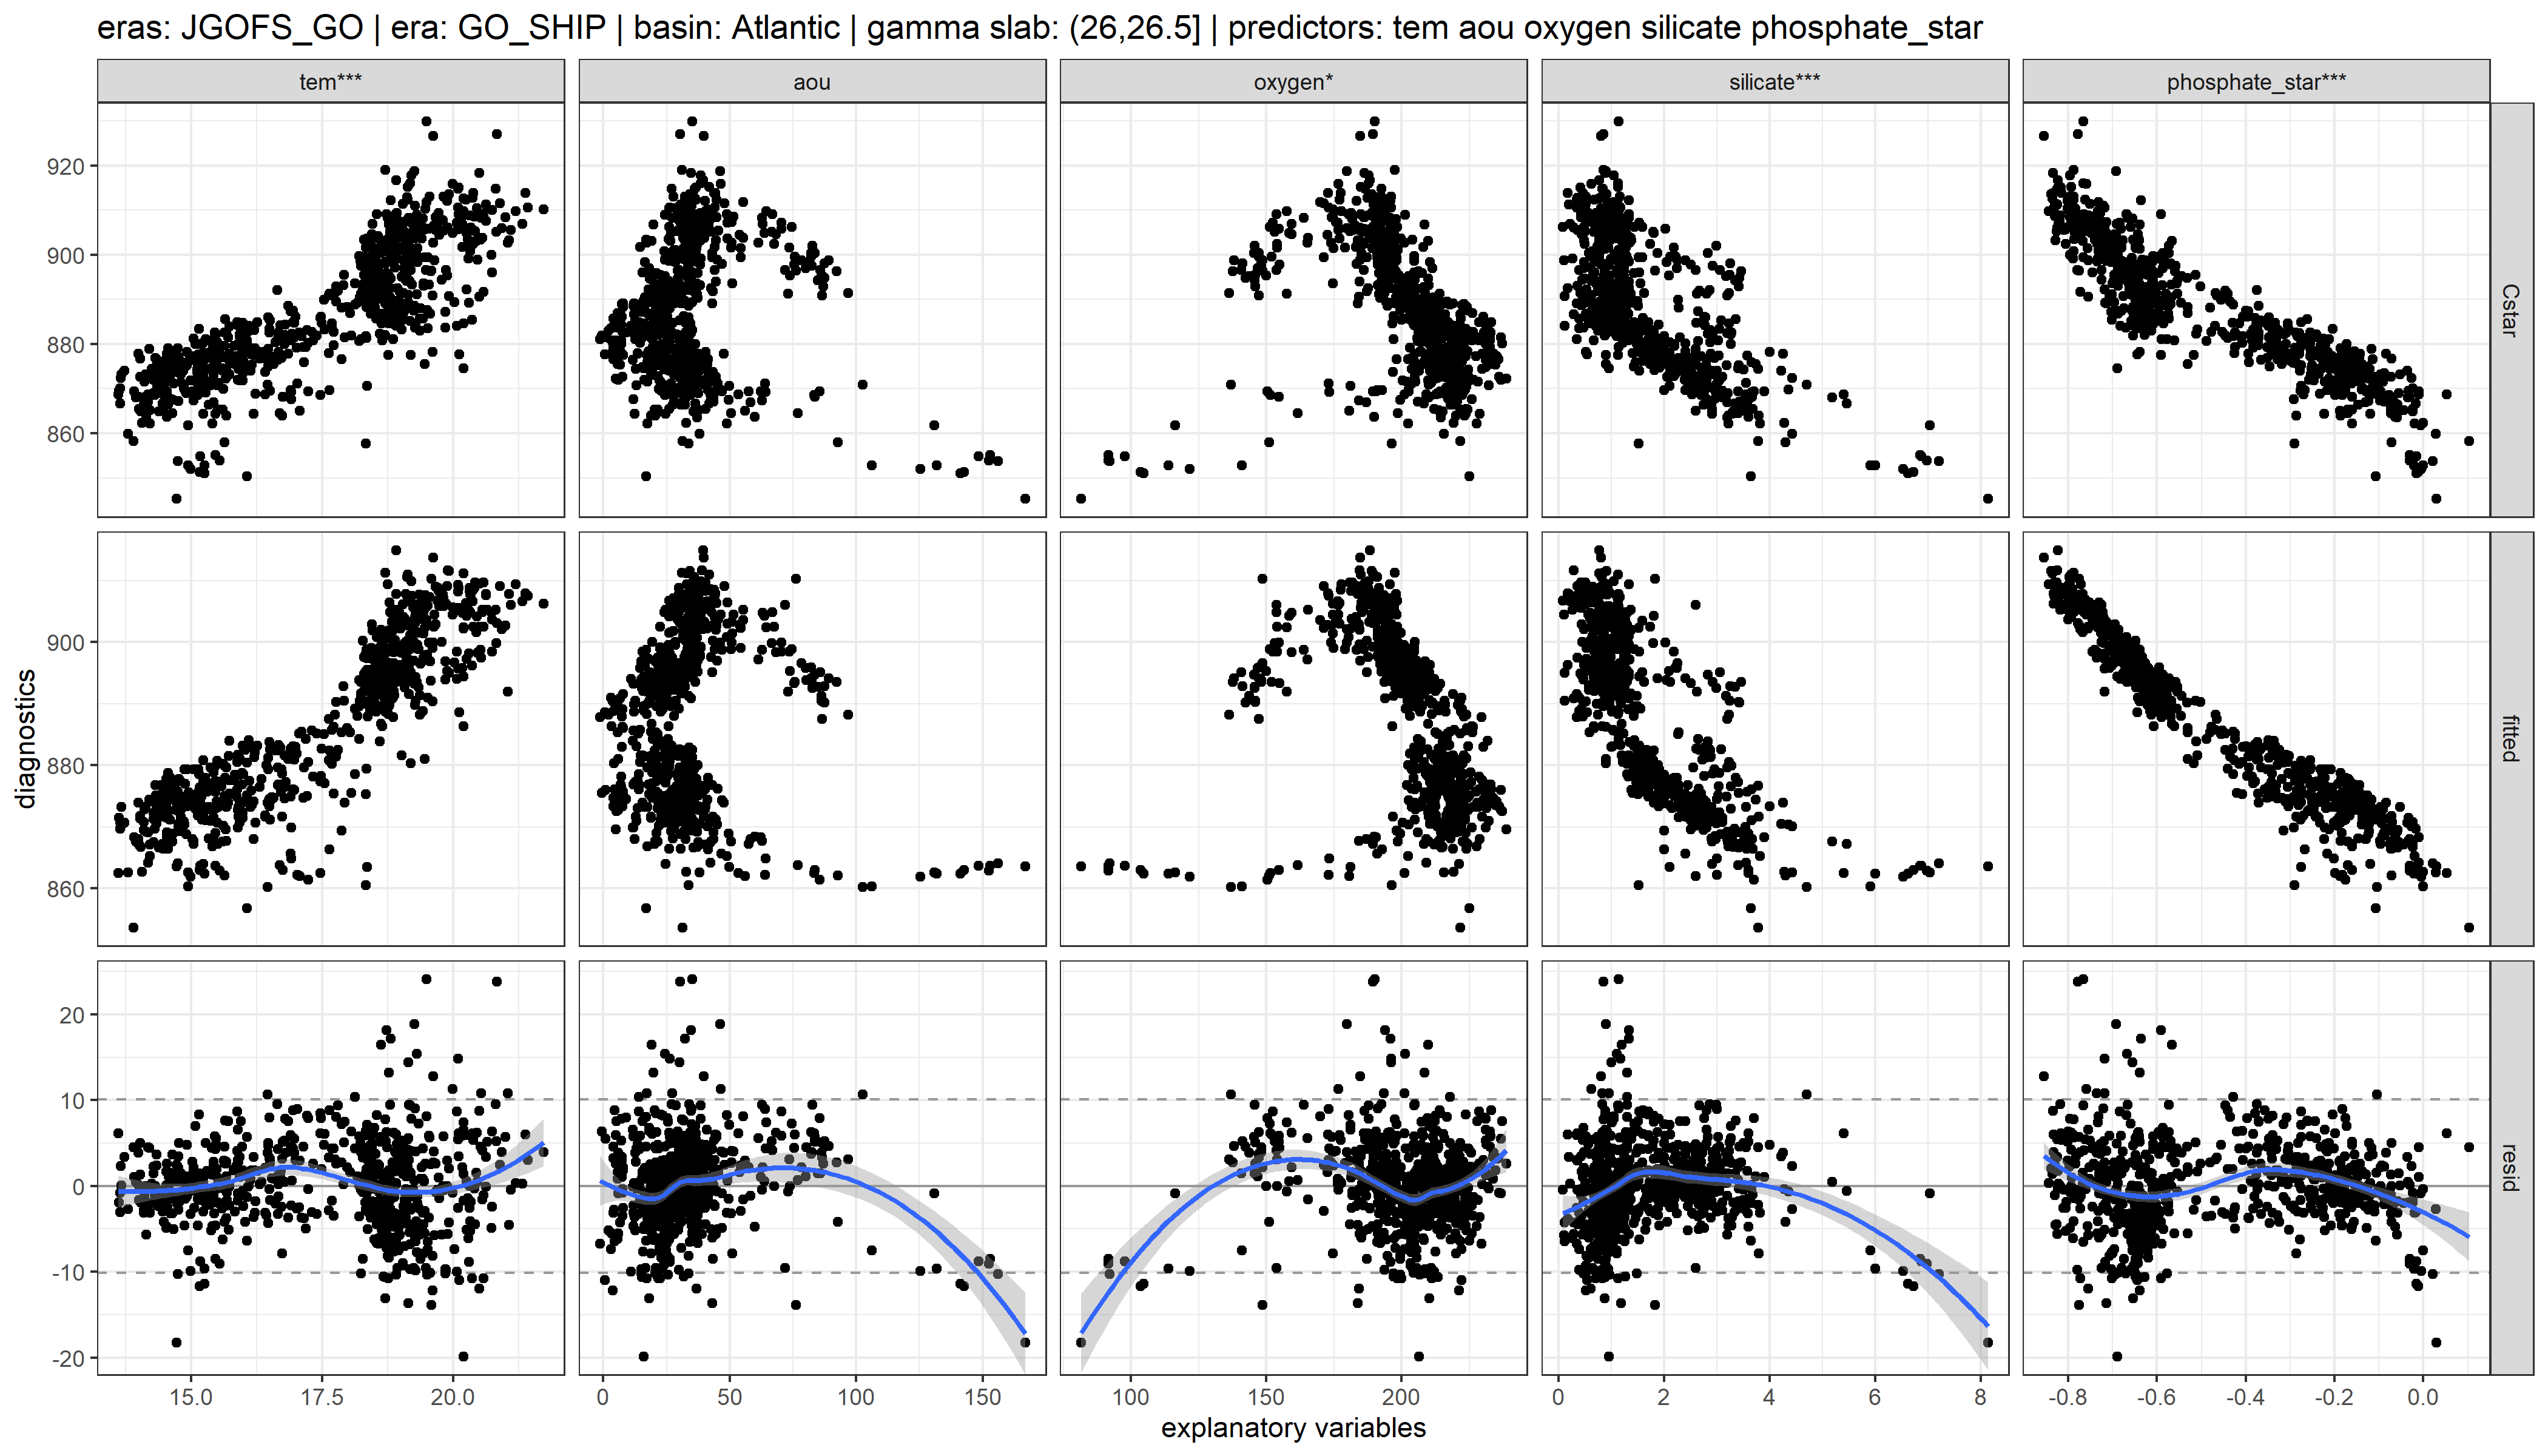 eras: JGOFS_GO | era: GO_SHIP | basin: Atlantic | gamma slab: (26,26.5] | predictors: tem aou oxygen silicate phosphate_star
tem*** aou oxygen* silicate*** phosphate_star***
920
900
880
860
Cstar
900
880
860
fitted
diagnostics
20
10
0
-10
-20
resid
15.0 17.5 20.0 0 50 100 150 100 150 200 0 2 4 6 8 -0.8 -0.6 -0.4 -0.2 0.0
explanatory variables